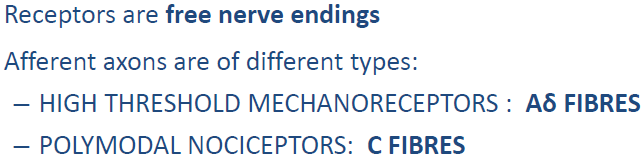 Receptors are free nerve endings
Afferent axons are of different types:
– HIGH THRESHOLD MECHANORECEPTORS : Aδ FIBRES
– POLYMODAL NOCICEPTORS: C FIBRES